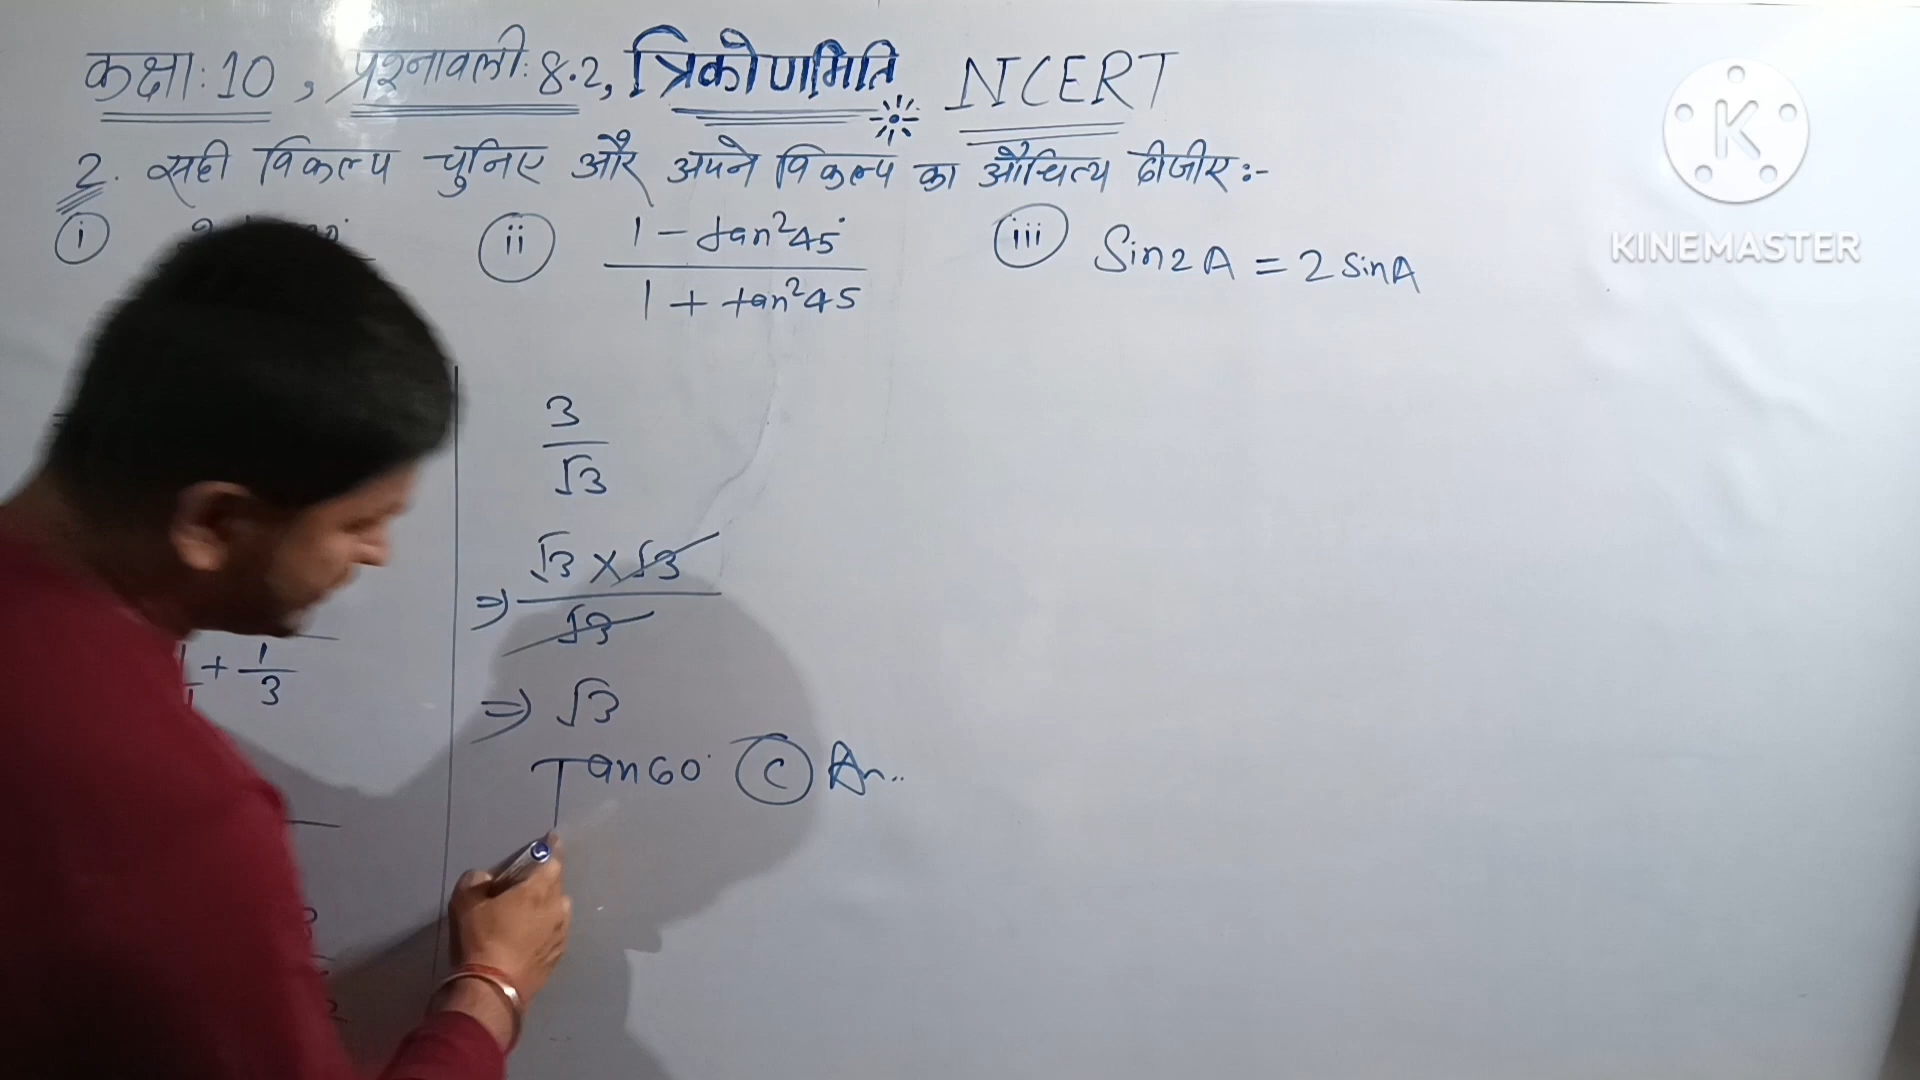 कक्षा: 10, प्रश्नावली: 8.2, त्रिकोणमिति NCERT
2. सही विकल्प चुनिए और अपने विकल्प का औचित्य दीजीए:-
i
ii 1 - tan²45°
1 + tan²45
iii Sin2A = 2 sinA
3
√3
√3 × √3
⇒
√3
+ 1/3
⇒ √3
Tan60° C An..
K
KINEMASTER